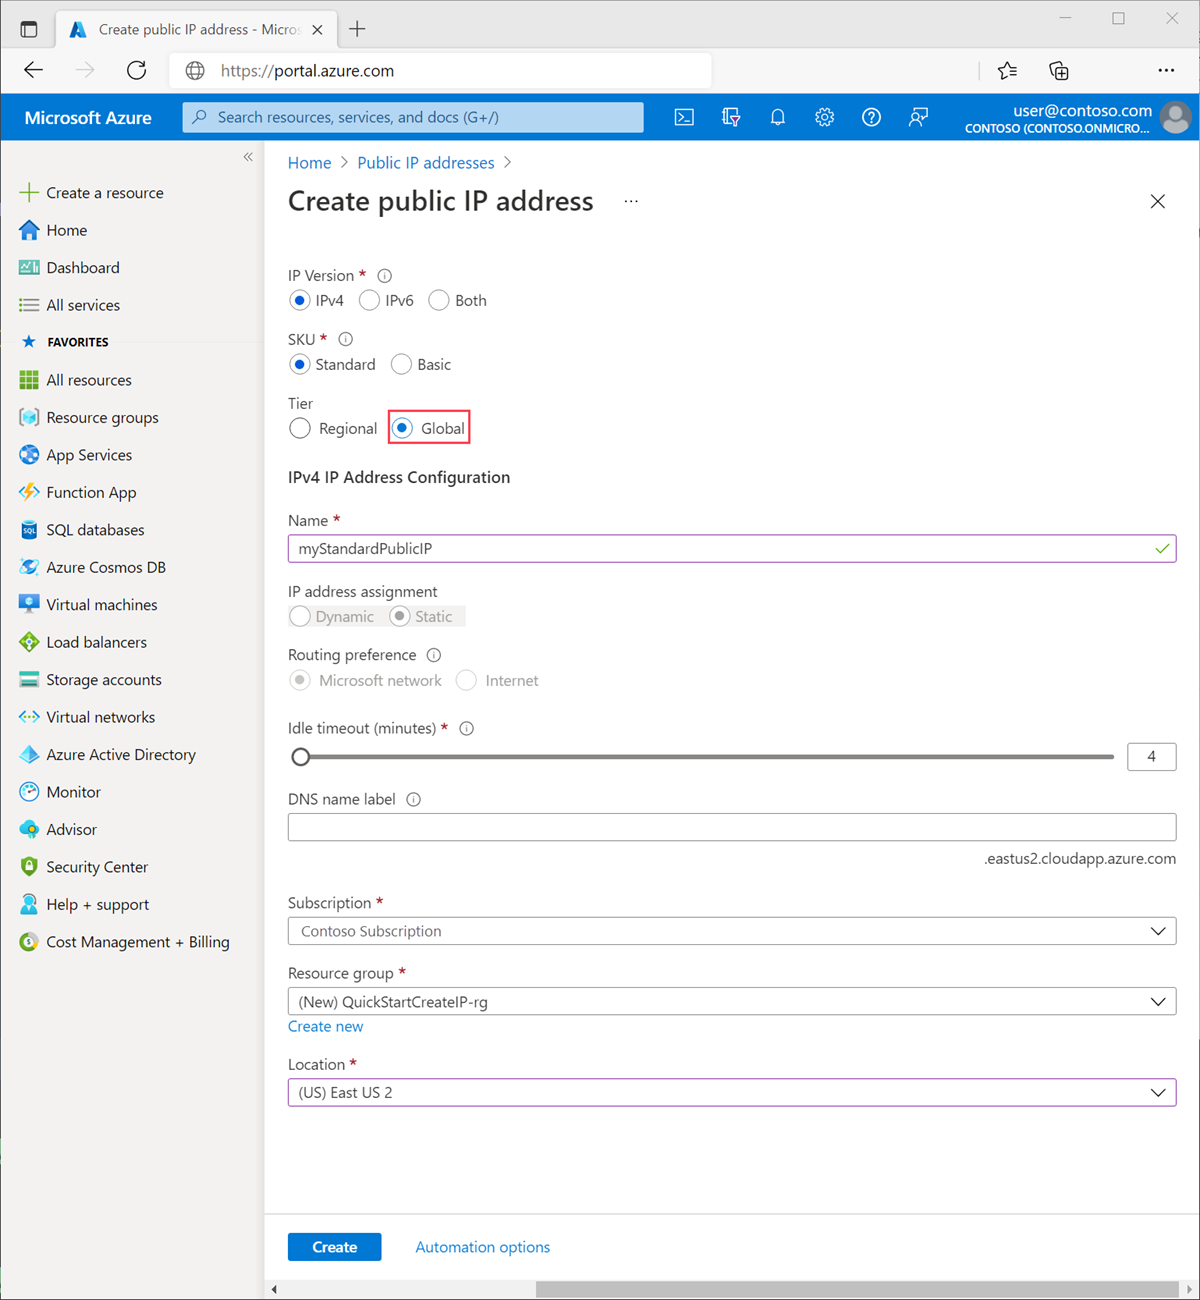 Create public IP address - Micros
https://portal.azure.com
Microsoft Azure
Search resources, services, and docs (G+/)
user@contoso.com
CONTOSO (CONTOSO.ONMICRO...
Create a resource
Home
Dashboard
All services
FAVORITES
All resources
Resource groups
App Services
Function App
SQL databases
Azure Cosmos DB
Virtual machines
Load balancers
Storage accounts
Virtual networks
Azure Active Directory
Monitor
Advisor
Security Center
Help + support
Cost Management + Billing
Home > Public IP addresses >
Create public IP address ...
IP Version *
IPv4 IPv6 Both
SKU *
Standard Basic
Tier
Regional Global
IPv4 IP Address Configuration
Name *
myStandardPublicIP
IP address assignment
Dynamic Static
Routing preference
Microsoft network Internet
Idle timeout (minutes) *
4
DNS name label
.eastus2.cloudapp.azure.com
Subscription *
Contoso Subscription
Resource group *
(New) QuickStartCreateIP-rg
Create new
Location *
(US) East US 2
Create Automation options